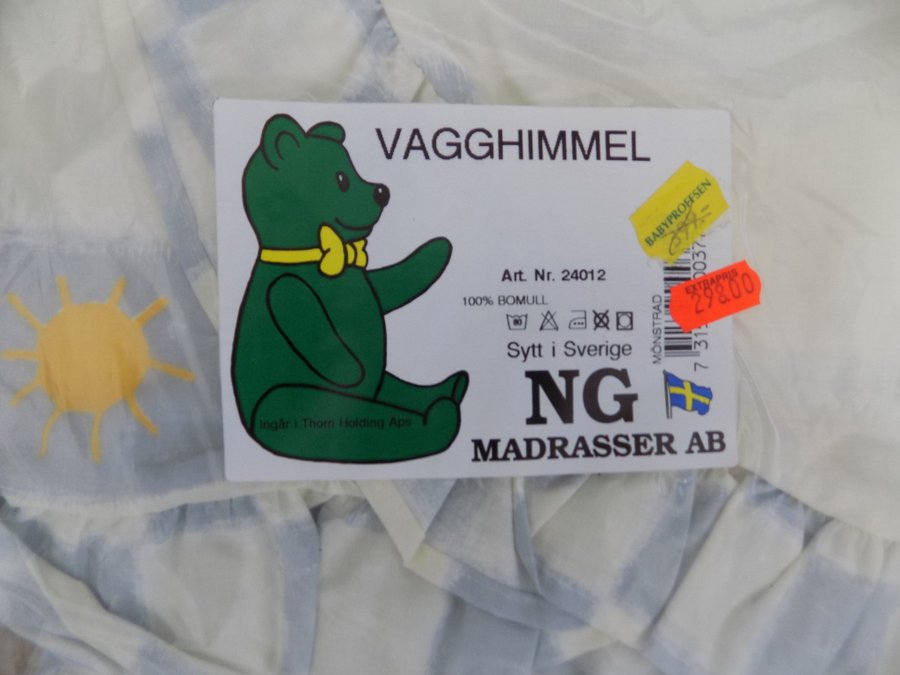 VAGGHIMMEL
BABYPROFFSEN
Art. Nr. 24012
EXTRAPRIS
298.00
100% BOMULL
MÖNSTRAD
Sytt i Sverige
NG
MADRASSER AB
Ingår i Thorn Holding Aps